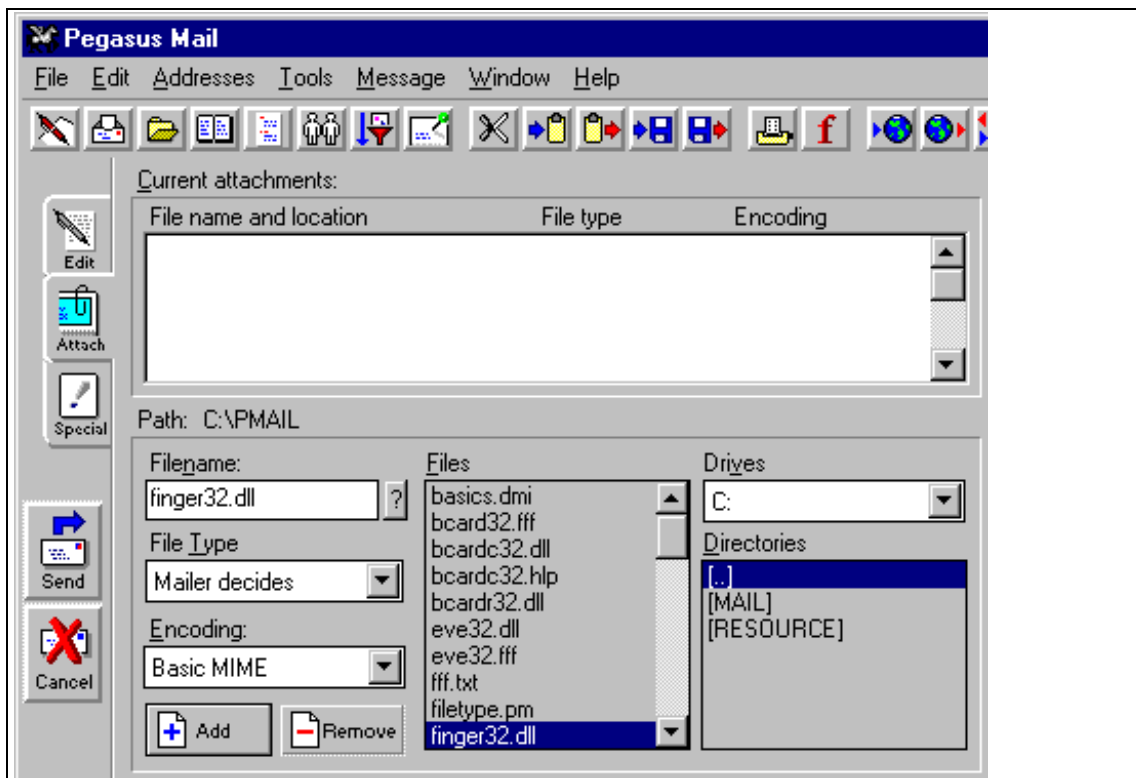 Pegasus Mail
File Edit Addresses Tools Message Window Help
f
Current attachments:
File name and location File type Encoding
Edit
Attach
Special
Path: C:\PMAIL
Filename:
finger32.dll ?
File Type
Mailer decides
Encoding:
Basic MIME
Add Remove
Files
basics.dmi
bcard32.fff
bcardc32.dll
bcardc32.hlp
bcardr32.dll
eve32.dll
eve32.fff
fff.txt
filetype.pm
finger32.dll
Drives
C:
Directories
[..]
[MAIL]
[RESOURCE]
Send
Cancel